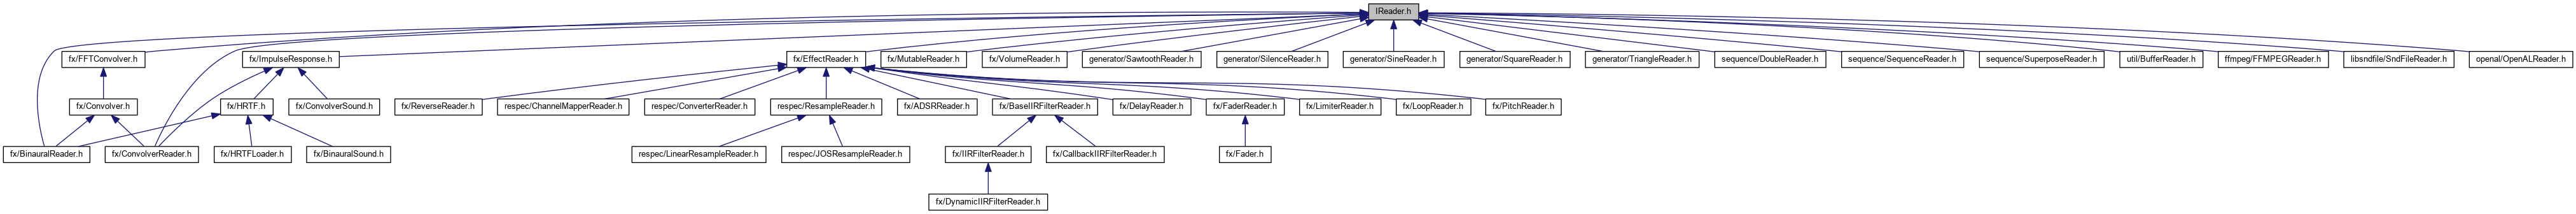 IReader.h
fx/FFTConvolver.h
fx/ImpulseResponse.h
fx/EffectReader.h
fx/MutableReader.h
fx/VolumeReader.h
generator/SawtoothReader.h
generator/SilenceReader.h
generator/SineReader.h
generator/SquareReader.h
generator/TriangleReader.h
sequence/DoubleReader.h
sequence/SequenceReader.h
sequence/SuperposeReader.h
util/BufferReader.h
ffmpeg/FFMPEGReader.h
libsndfile/SndFileReader.h
openal/OpenALReader.h
fx/Convolver.h
fx/HRTF.h
fx/ConvolverSound.h
fx/ReverseReader.h
respec/ChannelMapperReader.h
respec/ConverterReader.h
respec/ResampleReader.h
fx/ADSRReader.h
fx/BaseIIRFilterReader.h
fx/DelayReader.h
fx/FaderReader.h
fx/LimiterReader.h
fx/LoopReader.h
fx/PitchReader.h
fx/BinauralReader.h
fx/ConvolverReader.h
fx/HRTFLoader.h
fx/BinauralSound.h
respec/LinearResampleReader.h
respec/JOSResampleReader.h
fx/IIRFilterReader.h
fx/CallbackIIRFilterReader.h
fx/Fader.h
fx/DynamicIIRFilterReader.h